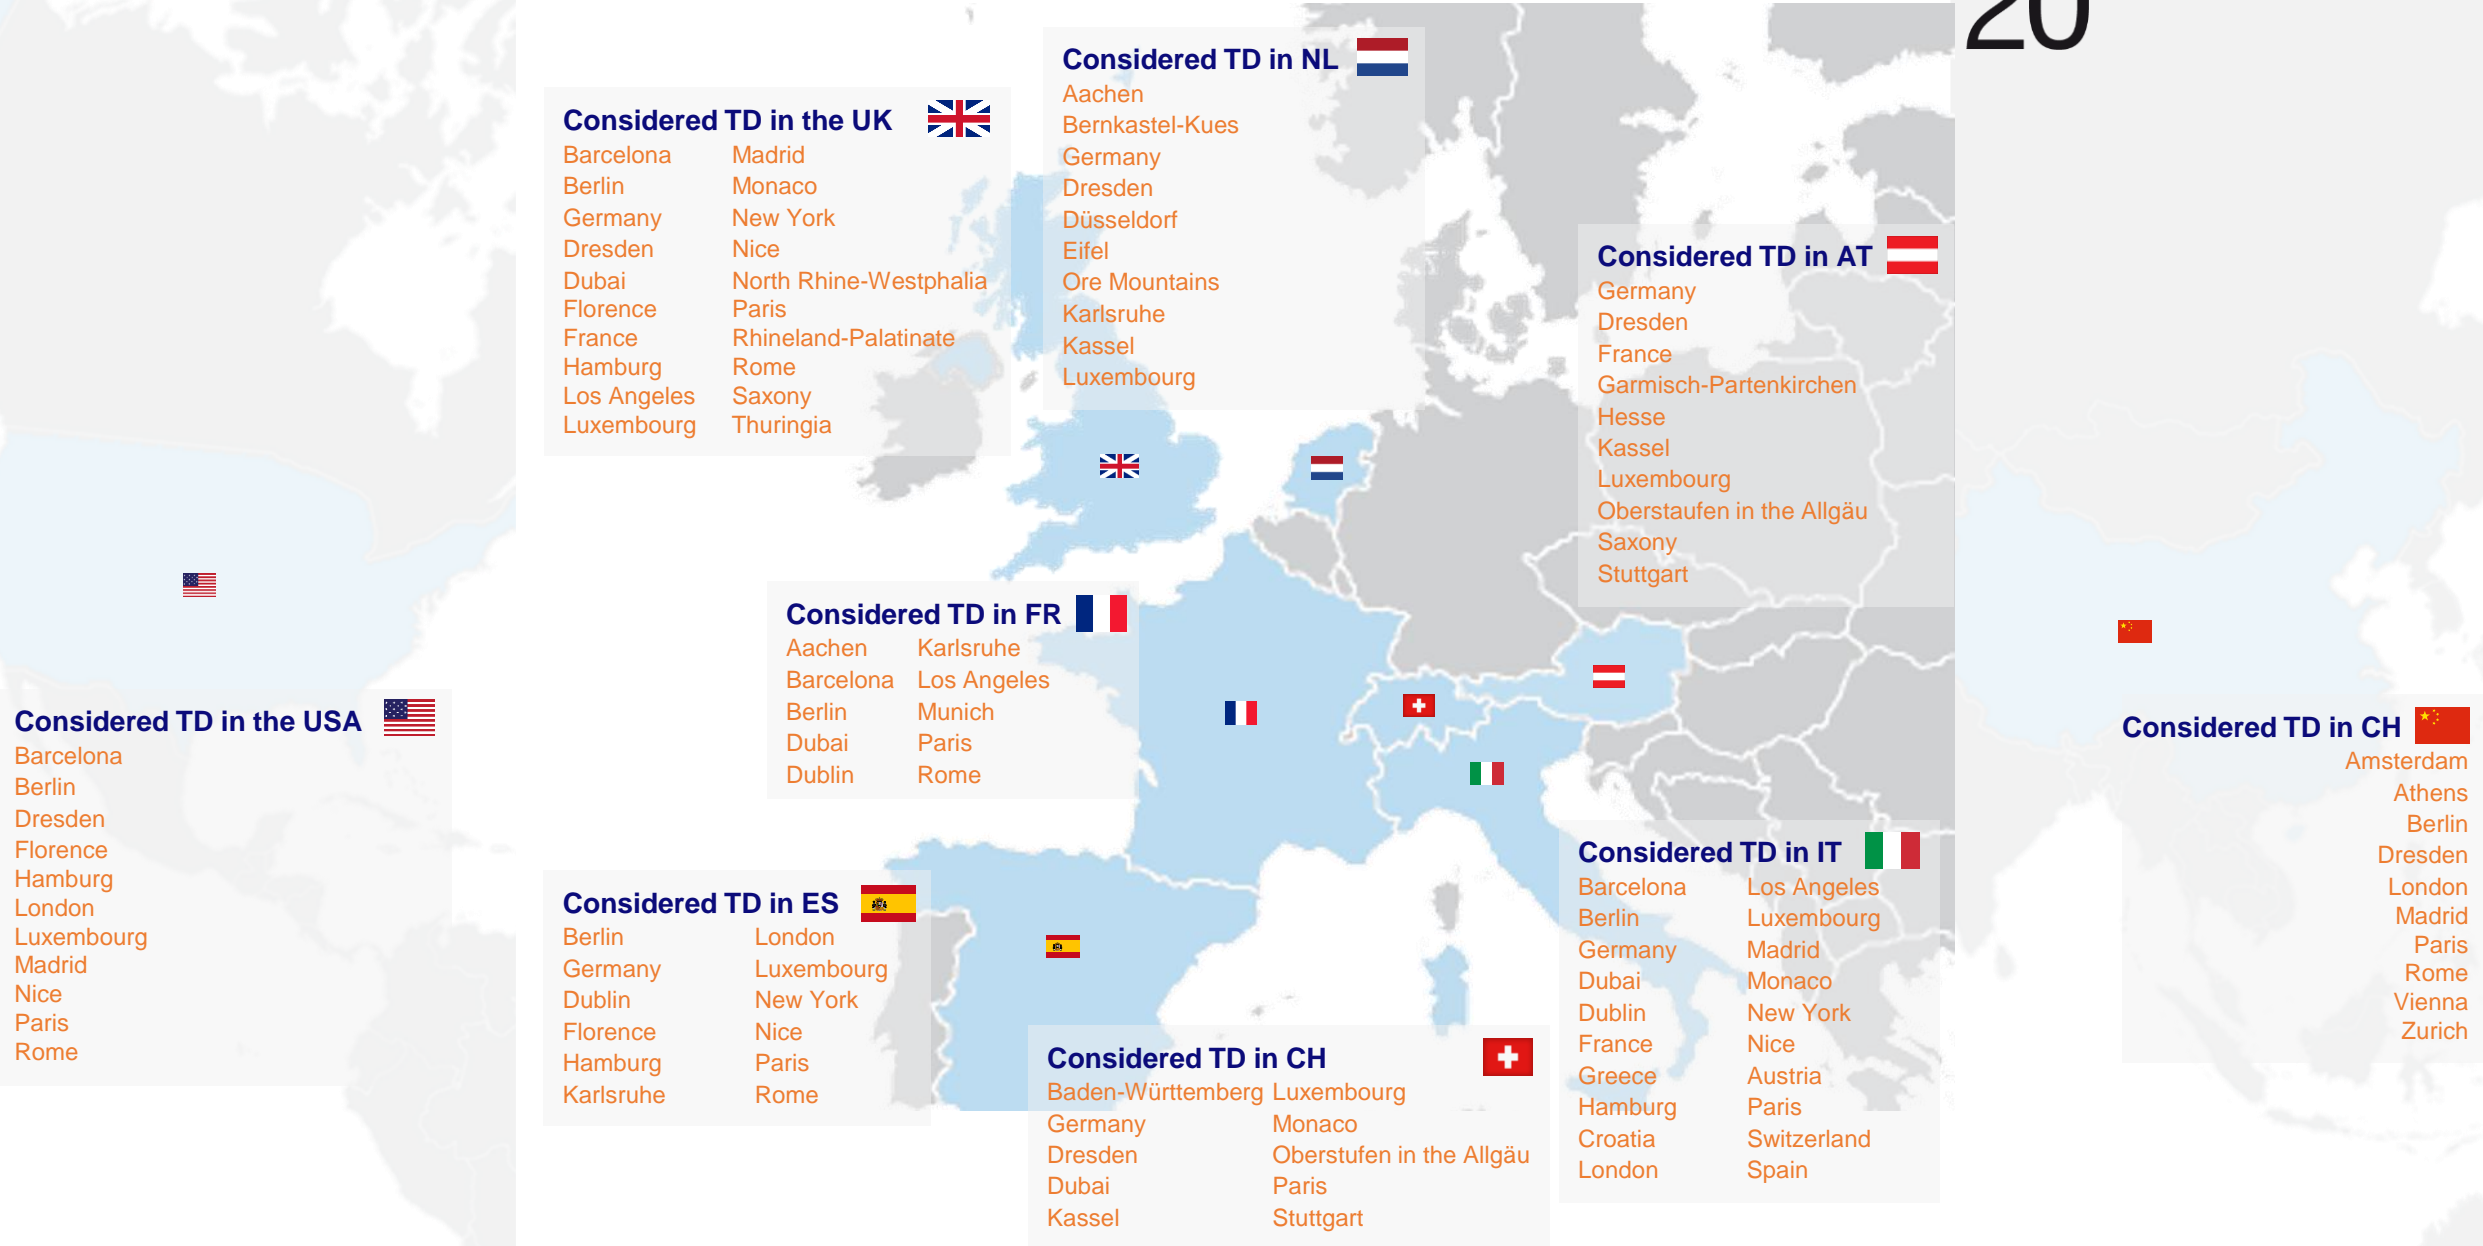 20
Considered TD in NL
Aachen
Bernkastel-Kues
Germany
Dresden
Düsseldorf
Eifel
Ore Mountains
Karlsruhe
Kassel
Luxembourg
Considered TD in the UK
Barcelona Madrid
Berlin Monaco
Germany New York
Dresden Nice
Dubai North Rhine-Westphalia
Florence Paris
France Rhineland-Palatinate
Hamburg Rome
Los Angeles Saxony
Luxembourg Thuringia
Considered TD in AT
Germany
Dresden
France
Garmisch-Partenkirchen
Hesse
Kassel
Luxembourg
Oberstaufen in the Allgäu
Saxony
Stuttgart
Considered TD in FR
Aachen Karlsruhe
Barcelona Los Angeles
Berlin Munich
Dubai Paris
Dublin Rome
Considered TD in the USA
Barcelona
Berlin
Dresden
Florence
Hamburg
London
Luxembourg
Madrid
Nice
Paris
Rome
Considered TD in CH
Amsterdam
Athens
Berlin
Dresden
London
Madrid
Paris
Rome
Vienna
Zurich
Considered TD in ES
Berlin London
Germany Luxembourg
Dublin New York
Florence Nice
Hamburg Paris
Karlsruhe Rome
Considered TD in IT
Barcelona Los Angeles
Berlin Luxembourg
Germany Madrid
Dubai Monaco
Dublin New York
France Nice
Greece Austria
Hamburg Paris
Croatia Switzerland
London Spain
Considered TD in CH
Baden-Württemberg Luxembourg
Germany Monaco
Dresden Oberstufen in the Allgäu
Dubai Paris
Kassel Stuttgart